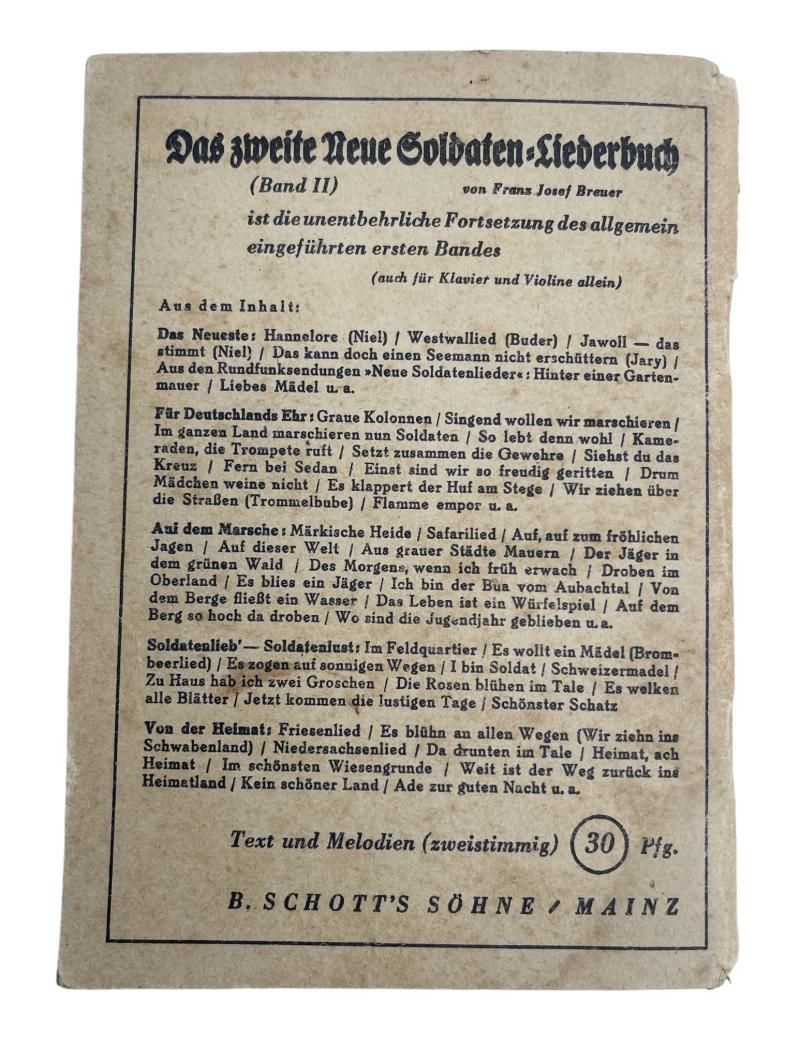 Das zweite Neue Soldaten-Liederbuch
(Band II) von Franz Josef Breuer
ist die unentbehrliche Fortsetzung des allgemein
eingeführten ersten Bandes
(auch für Klavier und Violine allein)
Aus dem Inhalt:
Das Neueste: Hannelore (Niel) / Westwallied (Buder) / Jawoll — das
stimmt (Niel) / Das kann doch einen Seemann nicht erschüttern (Jary) /
Aus den Rundfunksendungen »Neue Soldatenlieder«: Hinter einer Garten-
mauer / Liebes Mädel u. a.
Für Deutschlands Ehr: Graue Kolonnen / Singend wollen wir marschieren /
Im ganzen Land marschieren nun Soldaten / So lebt denn wohl / Kame-
raden, die Trompete ruft / Setzt zusammen die Gewehre / Siehst du das
Kreuz / Fern bei Sedan / Einst sind wir so freudig geritten / Drum
Mädchen weine nicht / Es klappert der Huf am Stege / Wir ziehen über
die Straßen (Trommelbube) / Flamme empor u. a.
Auf dem Marsche: Märkische Heide / Safarilied / Auf, auf zum fröhlichen
Jagen / Auf dieser Welt / Aus grauer Städte Mauern / Der Jäger in
dem grünen Wald / Des Morgens, wenn ich früh erwach / Droben im
Oberland / Es blies ein Jäger / Ich bin der Bua vom Aubachtal / Von
dem Berge fließt ein Wasser / Das Leben ist ein Würfelspiel / Auf dem
Berg so hoch da droben / Wo sind die Jugendjahr geblieben u. a.
Soldatenlieb' — Soldatenlust: Im Feldquartier / Es wollt ein Mädel (Brom-
beerlied) / Es zogen auf sonnigen Wegen / I bin Soldat / Schweizermadel /
Zu Haus hab ich zwei Groschen / Die Rosen blühen im Tale / Es welken
alle Blätter / Jetzt kommen die lustigen Tage / Schönster Schatz
Von der Heimat: Friesenlied / Es blühn an allen Wegen (Wir ziehn ins
Schwabenland) / Niedersachsenlied / Da drunten im Tale / Heimat, ach
Heimat / Im schönsten Wiesengrunde / Weit ist der Weg zurück ins
Heimatland / Kein schöner Land / Ade zur guten Nacht u. a.
Text und Melodien (zweistimmig) 30 Pfg.
B. SCHOTT'S SÖHNE / MAINZ